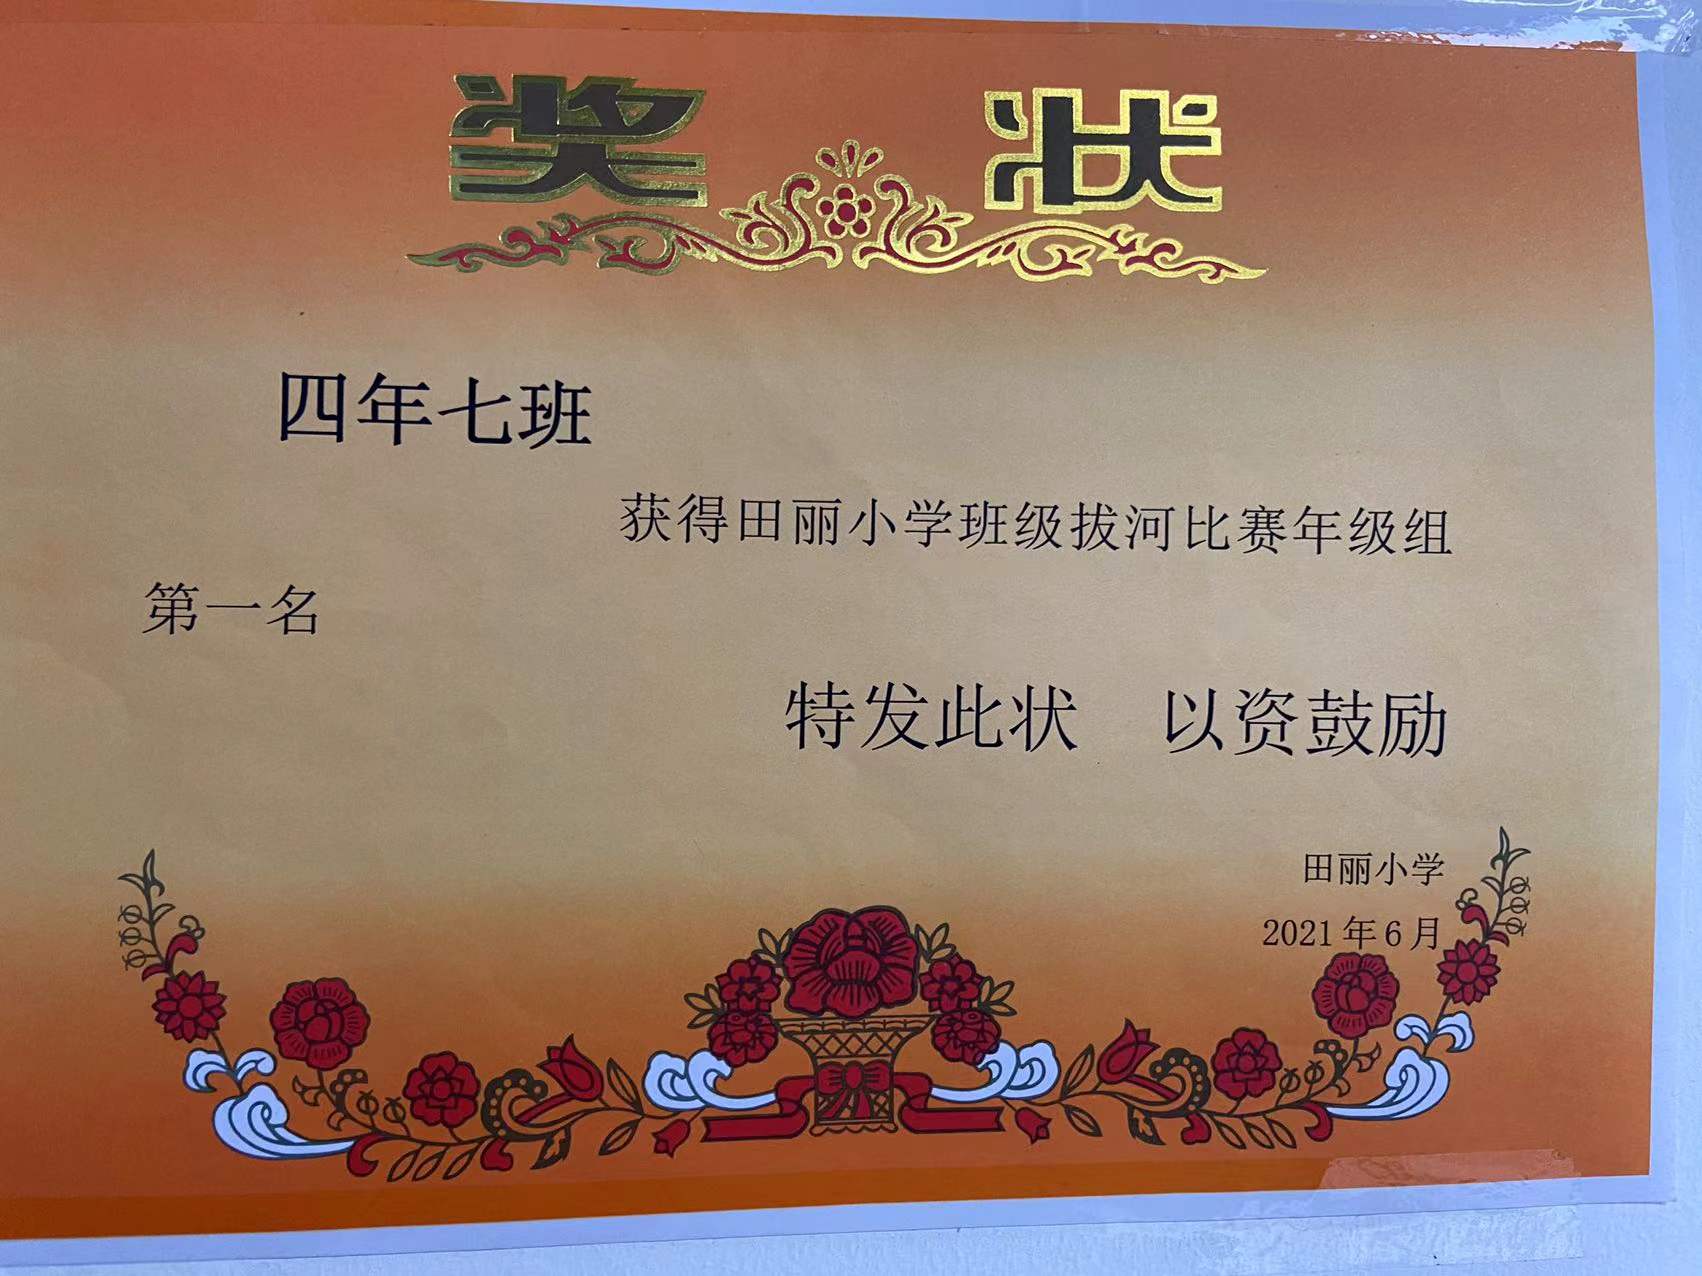 奖状
四年七班
获得田丽小学班级拔河比赛年级组
第一名
特发此状 以资鼓励
田丽小学
2021年6月